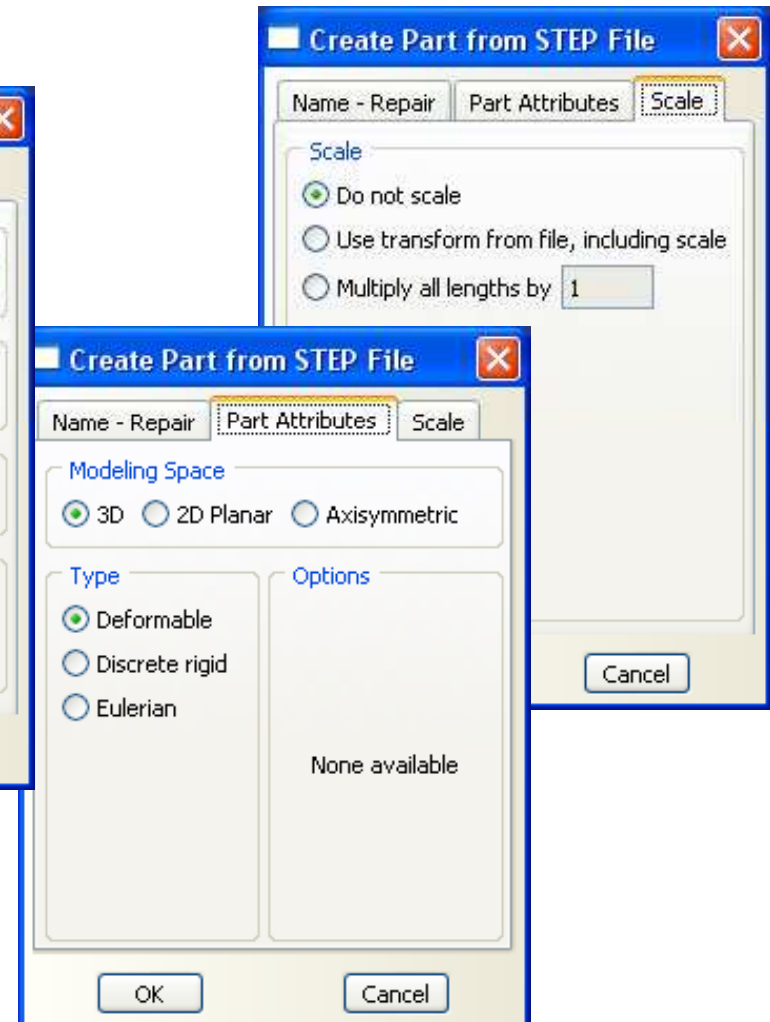 Create Part from STEP File
Name - Repair Part Attributes Scale
Scale
Do not scale
Use transform from file, including scale
Multiply all lengths by 1
Cancel
Create Part from STEP File
Name - Repair Part Attributes Scale
Modeling Space
3D 2D Planar Axisymmetric
Type Options
Deformable
Discrete rigid
Eulerian
None available
OK Cancel